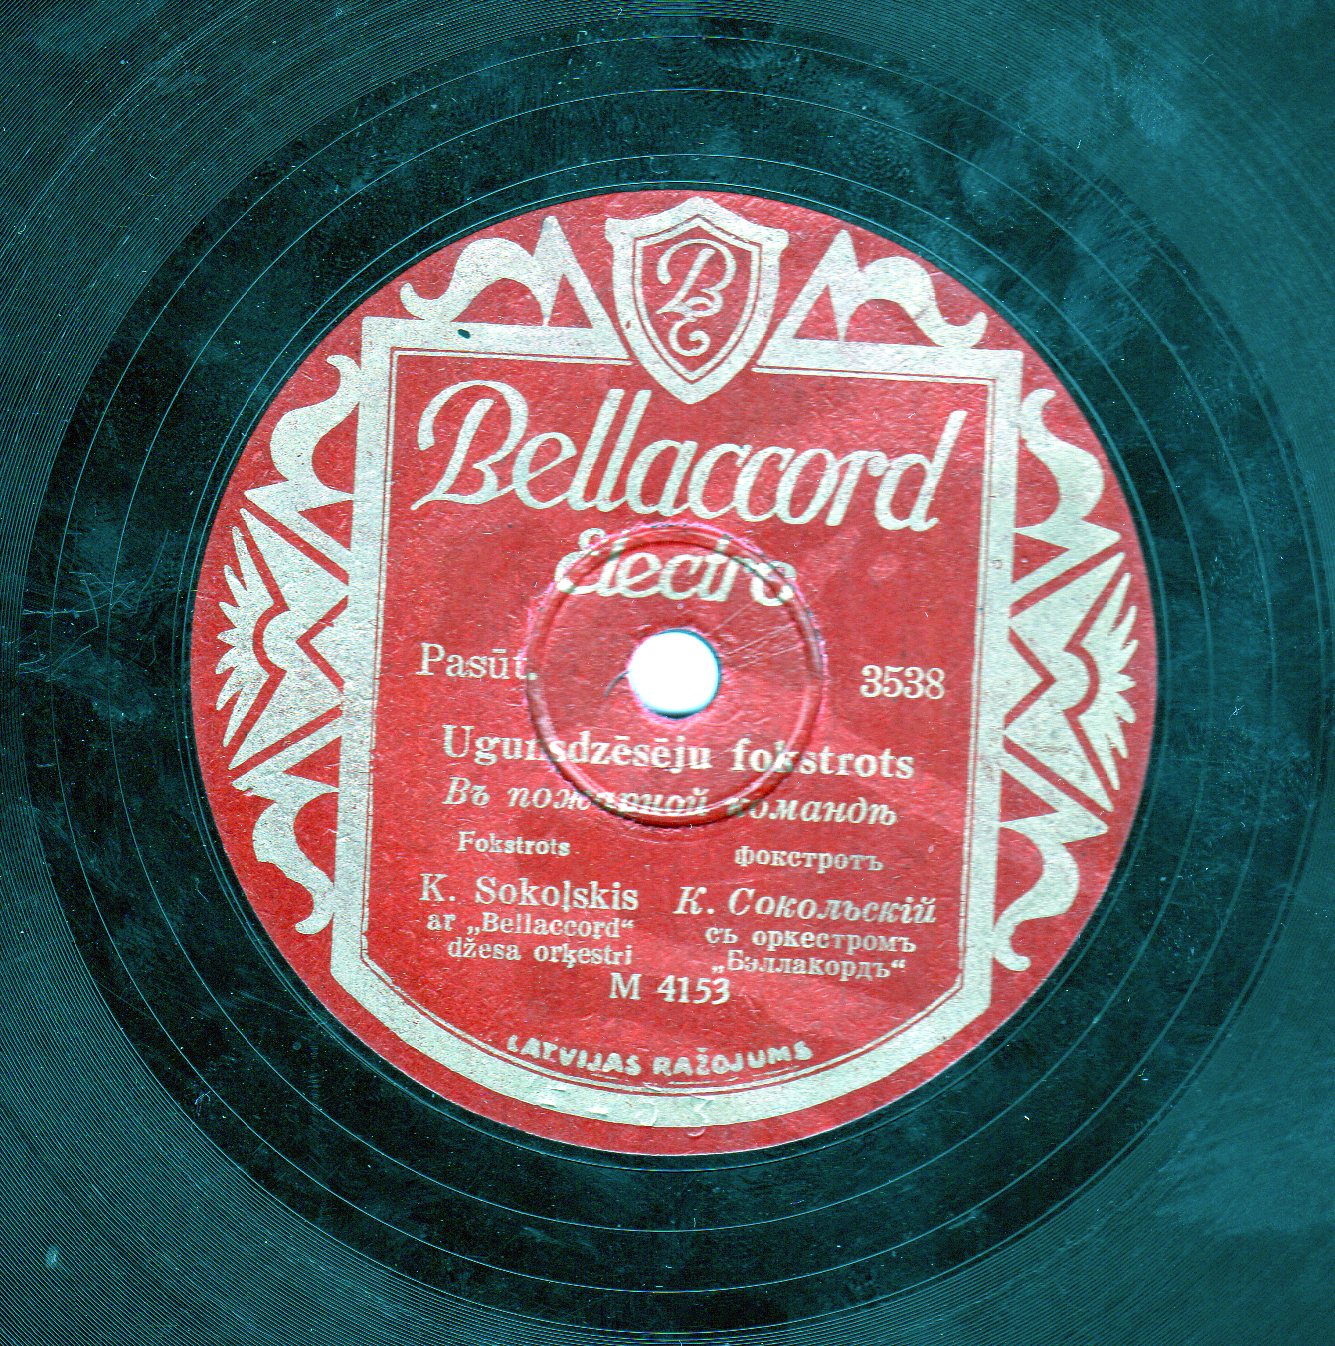 BE
Bellaccord
Electro
Pasūt. 3538
Ugunsdzēsēju fokstrots
Въ пожарной командѣ
Fokstrots фокстротъ
K. Sokoļskis К. Сокольскій
ar „Bellaccord“ съ оркестромъ
džesa orķestri „Бэллакордъ“
M 4153
LATVIJAS RAŽOJUMS